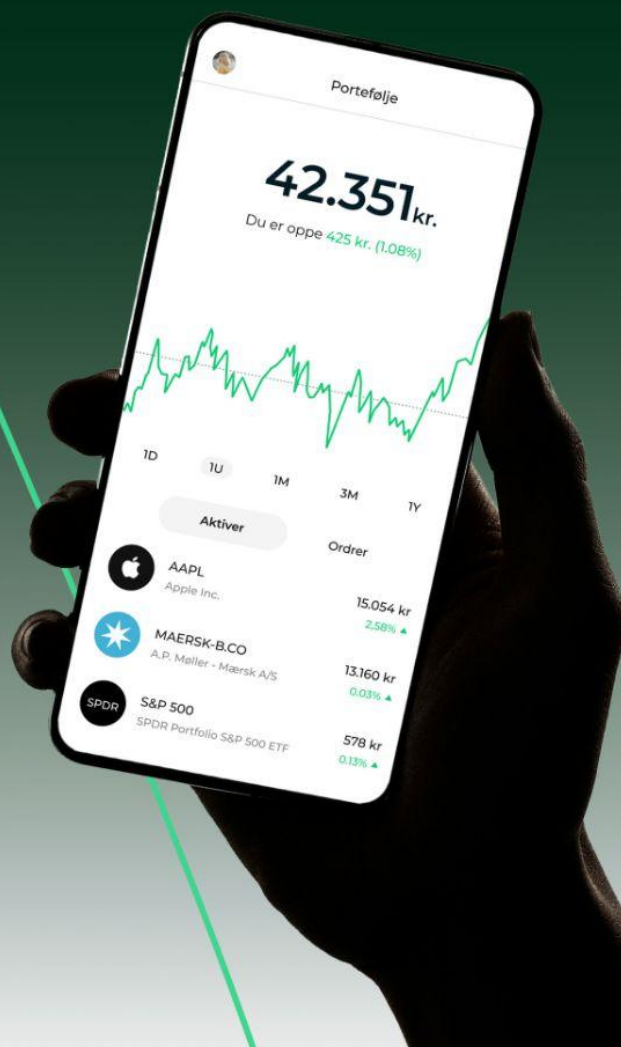 Portefølje
42.351 kr.
Du er oppe 425 kr. (1.08%)
1D 1U 1M 3M 1Y
Aktiver Ordrer
AAPL
Apple Inc.
15.054 kr
2,58% ▲
MAERSK-B.CO
A.P. Møller - Mærsk A/S
13.160 kr
0.03% ▲
SPDR
S&P 500
SPDR Portfolio S&P 500 ETF
578 kr
0.13% ▲